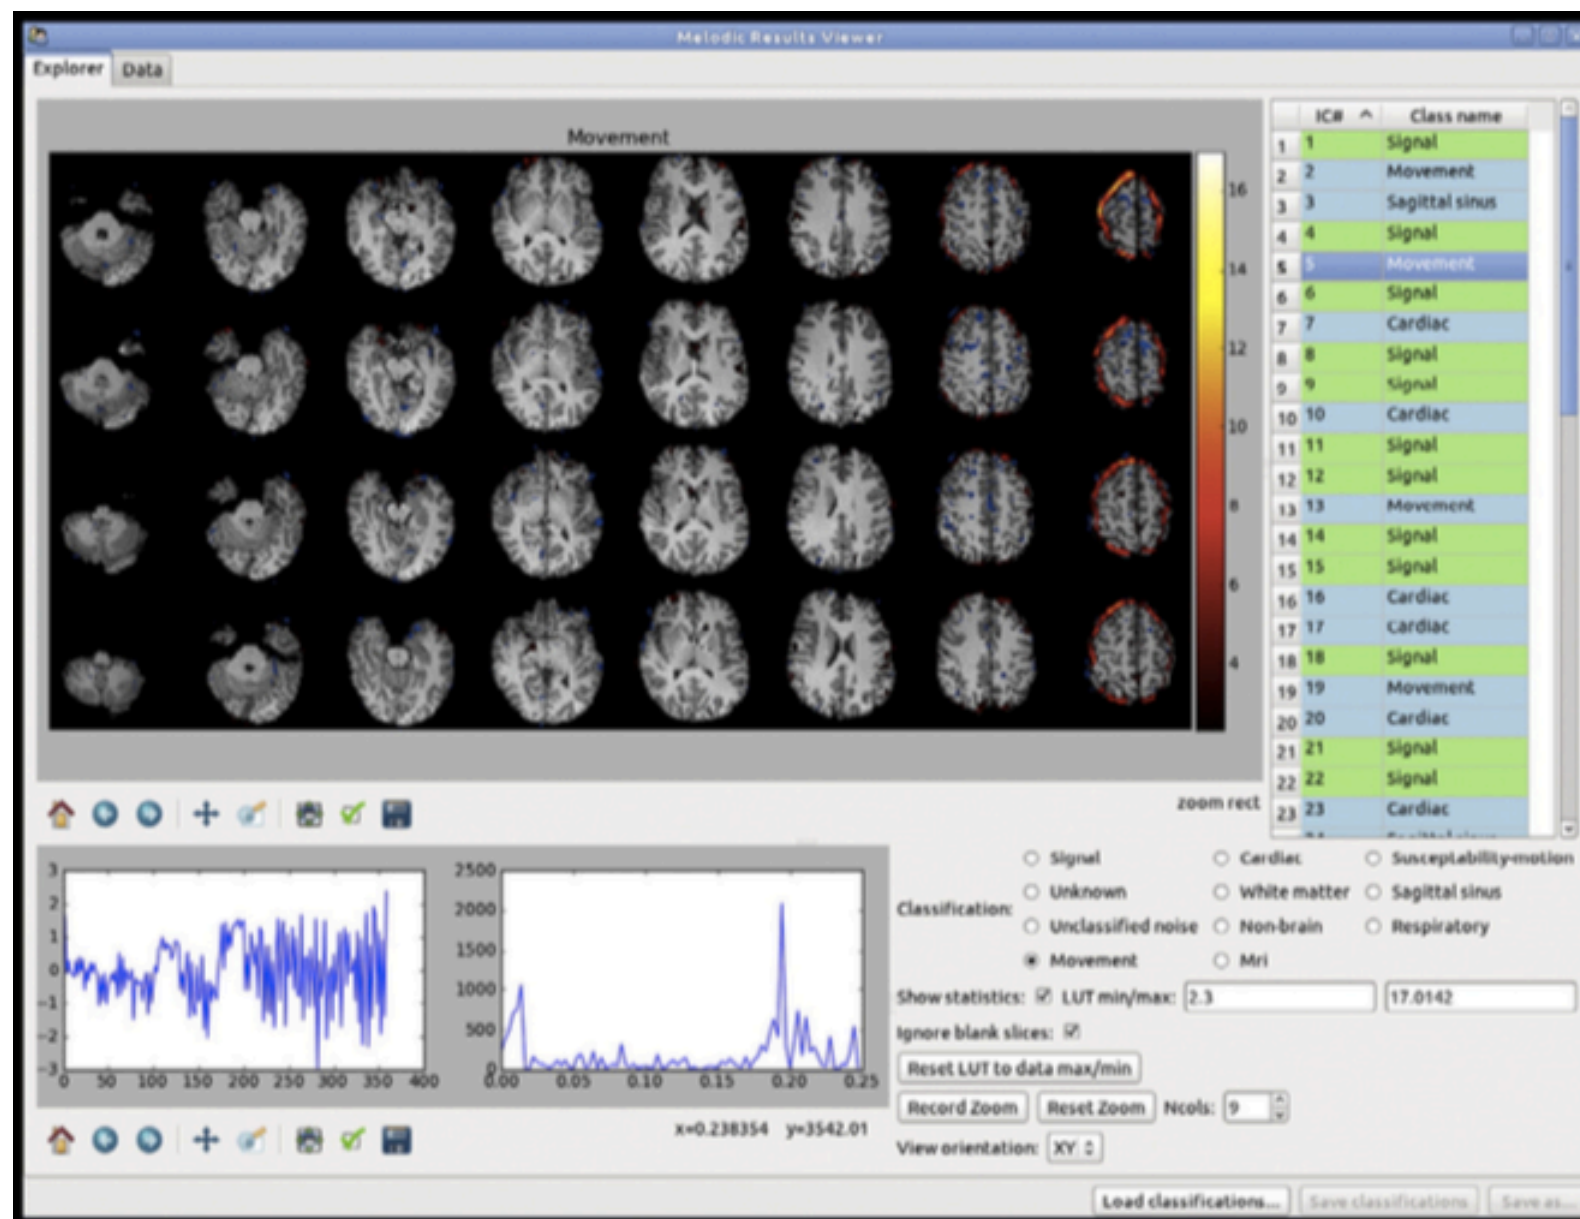 Melodic Results Viewer
Explorer Data
Movement
16
14
12
10
8
6
4
IC# Class name
1 1 Signal
2 2 Movement
3 3 Sagittal sinus
4 4 Signal
5 5 Movement
6 6 Signal
7 7 Cardiac
8 8 Signal
9 9 Signal
10 10 Cardiac
11 11 Signal
12 12 Signal
13 13 Movement
14 14 Signal
15 15 Signal
16 16 Cardiac
17 17 Cardiac
18 18 Signal
19 19 Movement
20 20 Cardiac
21 21 Signal
22 22 Signal
23 23 Cardiac
zoom rect
3
2
1
0
−1
−2
−3
0 50 100 150 200 250 300 350 400
2500
2000
1500
1000
500
0
0.00 0.05 0.10 0.15 0.20 0.25
x=0.238354 y=3542.01
Classification:
Signal Cardiac Susceptability-motion
Unknown White matter Sagittal sinus
Unclassified noise Non-brain Respiratory
Movement Mri
Show statistics: LUT min/max: 2.3 17.0142
Ignore blank slices:
Reset LUT to data max/min
Record Zoom Reset Zoom Ncols: 9
View orientation: XY
Load classifications... Save classifications Save as...